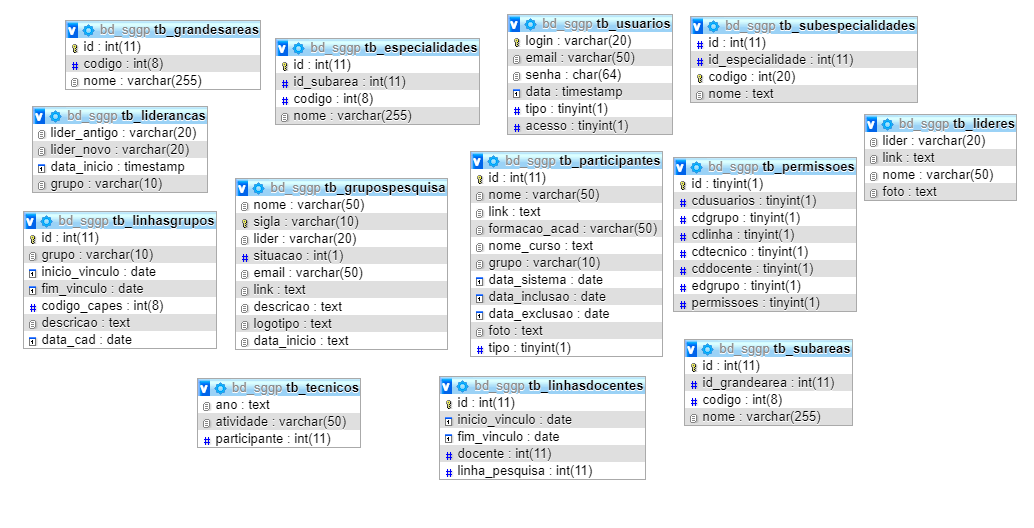 bd_sggp tb_grandesareas
id : int(11)
codigo : int(8)
nome : varchar(255)
bd_sggp tb_especialidades
id : int(11)
id_subarea : int(11)
codigo : int(8)
nome : varchar(255)
bd_sggp tb_usuarios
login : varchar(20)
email : varchar(50)
senha : char(64)
data : timestamp
tipo : tinyint(1)
acesso : tinyint(1)
bd_sggp tb_subespecialidades
id : int(11)
id_especialidade : int(11)
codigo : int(20)
nome : text
bd_sggp tb_liderancas
lider_antigo : varchar(20)
lider_novo : varchar(20)
data_inicio : timestamp
grupo : varchar(10)
bd_sggp tb_lideres
lider : varchar(20)
link : text
nome : varchar(50)
foto : text
bd_sggp tb_grupospesquisa
nome : varchar(50)
sigla : varchar(10)
lider : varchar(20)
situacao : int(1)
email : varchar(50)
link : text
descricao : text
logotipo : text
data_inicio : text
bd_sggp tb_participantes
id : int(11)
nome : varchar(50)
link : text
formacao_acad : varchar(50)
nome_curso : text
grupo : varchar(10)
data_sistema : date
data_inclusao : date
data_exclusao : date
foto : text
tipo : tinyint(1)
bd_sggp tb_permissoes
id : tinyint(1)
cdusuarios : tinyint(1)
cdgrupo : tinyint(1)
cdlinha : tinyint(1)
cdtecnico : tinyint(1)
cddocente : tinyint(1)
edgrupo : tinyint(1)
permissoes : tinyint(1)
bd_sggp tb_linhasgrupos
id : int(11)
grupo : varchar(10)
inicio_vinculo : date
fim_vinculo : date
codigo_capes : int(8)
descricao : text
data_cad : date
bd_sggp tb_subareas
id : int(11)
id_grandearea : int(11)
codigo : int(8)
nome : varchar(255)
bd_sggp tb_tecnicos
ano : text
atividade : varchar(50)
participante : int(11)
bd_sggp tb_linhasdocentes
id : int(11)
inicio_vinculo : date
fim_vinculo : date
docente : int(11)
linha_pesquisa : int(11)